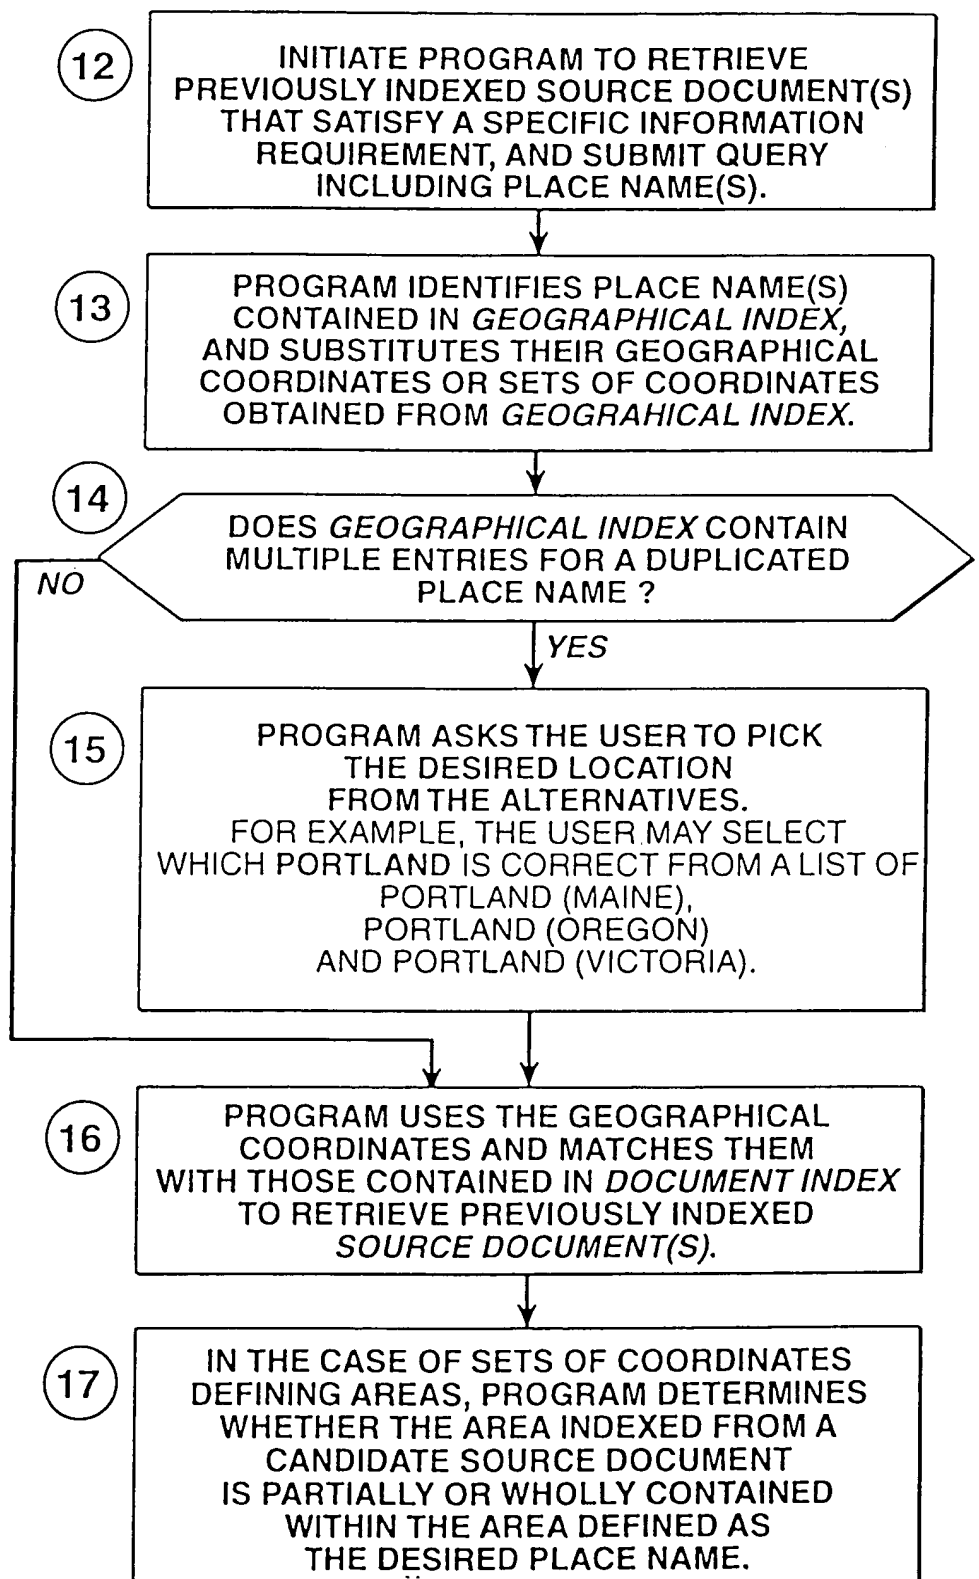 12
INITIATE PROGRAM TO RETRIEVE
PREVIOUSLY INDEXED SOURCE DOCUMENT(S)
THAT SATISFY A SPECIFIC INFORMATION
REQUIREMENT, AND SUBMIT QUERY
INCLUDING PLACE NAME(S).
13
PROGRAM IDENTIFIES PLACE NAME(S)
CONTAINED IN GEOGRAPHICAL INDEX,
AND SUBSTITUTES THEIR GEOGRAPHICAL
COORDINATES OR SETS OF COORDINATES
OBTAINED FROM GEOGRAHICAL INDEX.
14
DOES GEOGRAPHICAL INDEX CONTAIN
MULTIPLE ENTRIES FOR A DUPLICATED
PLACE NAME ?
NO
YES
15
PROGRAM ASKS THE USER TO PICK
THE DESIRED LOCATION
FROM THE ALTERNATIVES.
FOR EXAMPLE, THE USER MAY SELECT
WHICH PORTLAND IS CORRECT FROM A LIST OF
PORTLAND (MAINE),
PORTLAND (OREGON)
AND PORTLAND (VICTORIA).
16
PROGRAM USES THE GEOGRAPHICAL
COORDINATES AND MATCHES THEM
WITH THOSE CONTAINED IN DOCUMENT INDEX
TO RETRIEVE PREVIOUSLY INDEXED
SOURCE DOCUMENT(S).
17
IN THE CASE OF SETS OF COORDINATES
DEFINING AREAS, PROGRAM DETERMINES
WHETHER THE AREA INDEXED FROM A
CANDIDATE SOURCE DOCUMENT
IS PARTIALLY OR WHOLLY CONTAINED
WITHIN THE AREA DEFINED AS
THE DESIRED PLACE NAME.